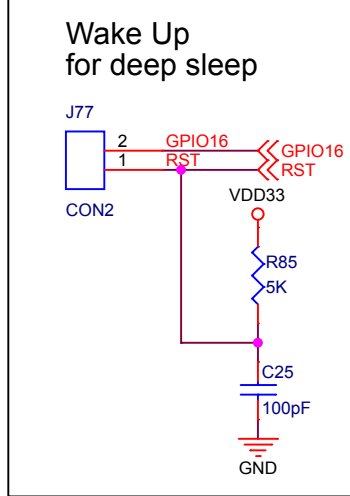 Wake Up
for deep sleep
J77
2 GPIO16 GPIO16
1 RST RST
CON2
VDD33
R85
5K
C25
100pF
GND